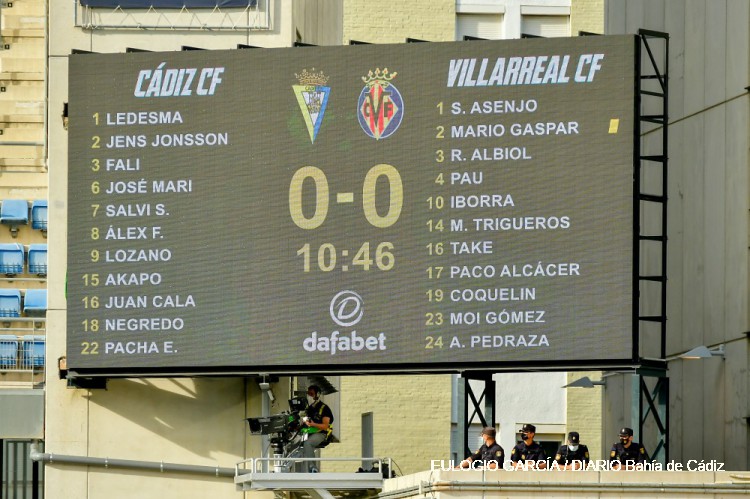 CÁDIZ CF
1 LEDESMA
2 JENS JONSSON
3 FALI
6 JOSÉ MARI
7 SALVI S.
8 ÁLEX F.
9 LOZANO
15 AKAPO
16 JUAN CALA
18 NEGREDO
22 PACHA E.
0-0
10:46
dafabet
VILLARREAL CF
1 S. ASENJO
2 MARIO GASPAR
3 R. ALBIOL
4 PAU
10 IBORRA
14 M. TRIGUEROS
16 TAKE
17 PACO ALCÁCER
19 COQUELIN
23 MOI GÓMEZ
24 A. PEDRAZA
EULOGIO GARCÍA / DIARIO Bahía de Cádiz